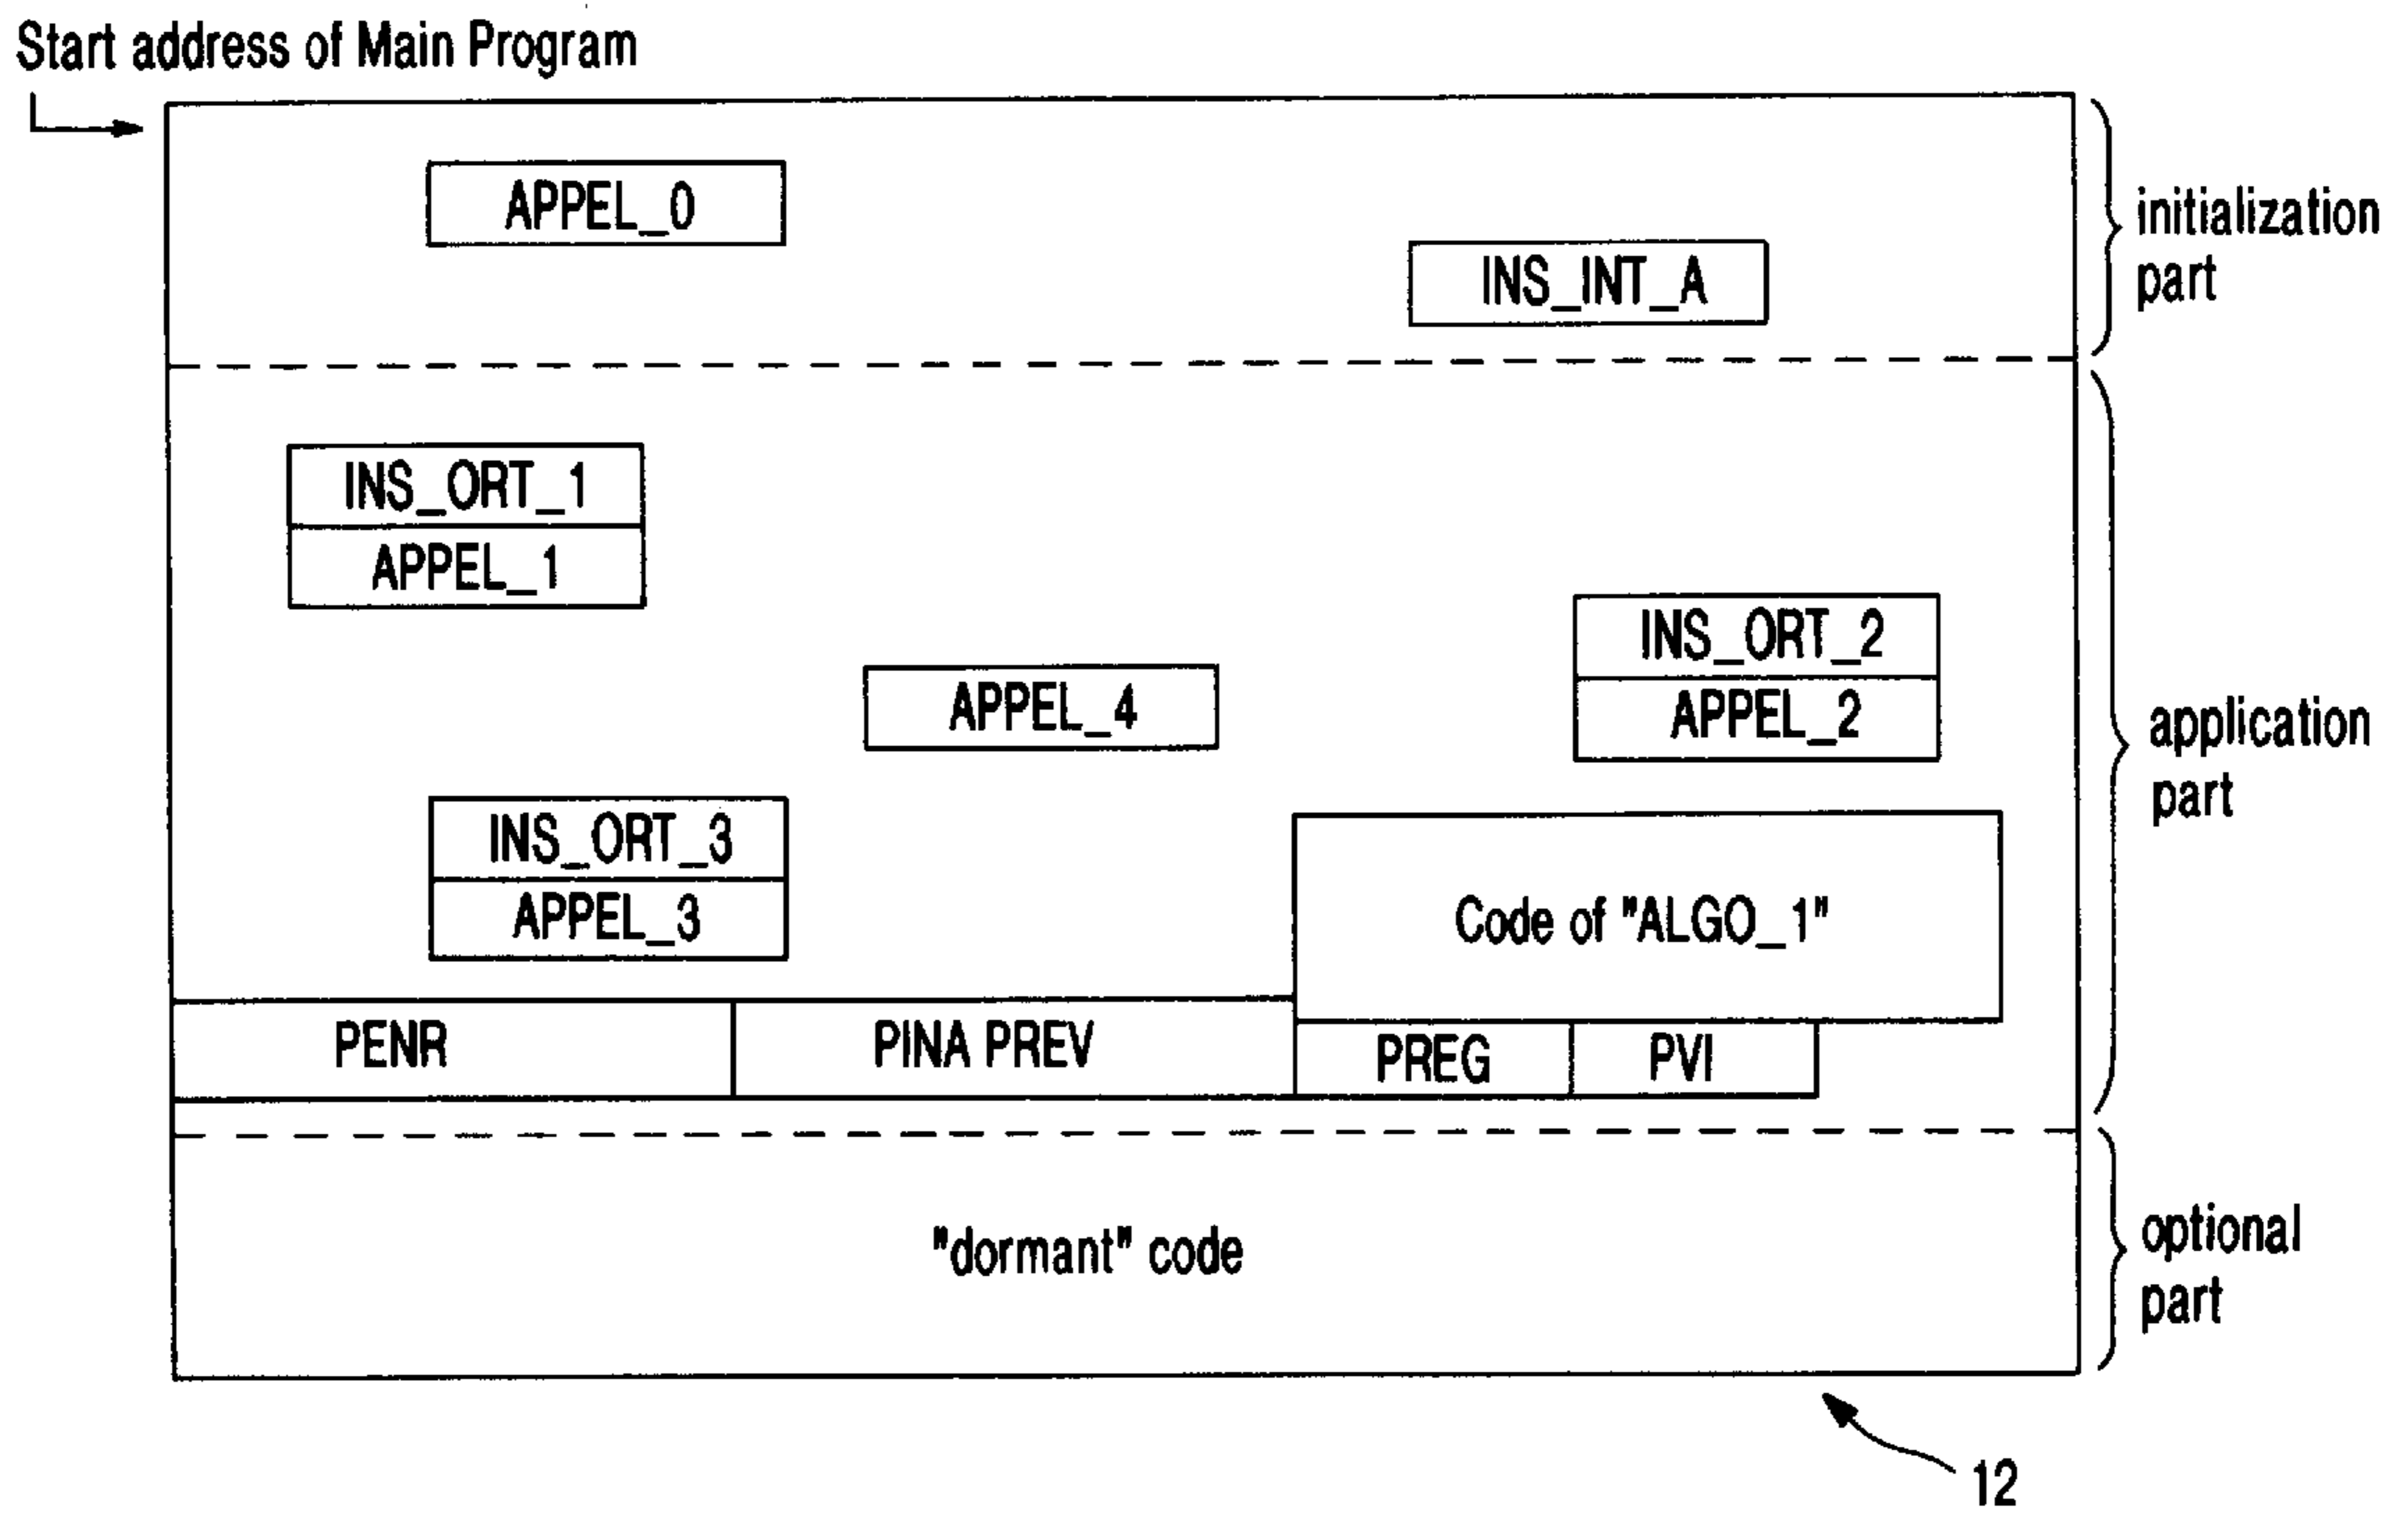 Start address of Main Program
APPEL_0
INS_INT_A
initialization
part
INS_ORT_1
APPEL_1
INS_ORT_2
APPEL_2
APPEL_4
application
part
INS_ORT_3
APPEL_3
Code of "ALGO_1"
PENR
PINA PREV
PREG
PVI
"dormant" code
optional
part
12